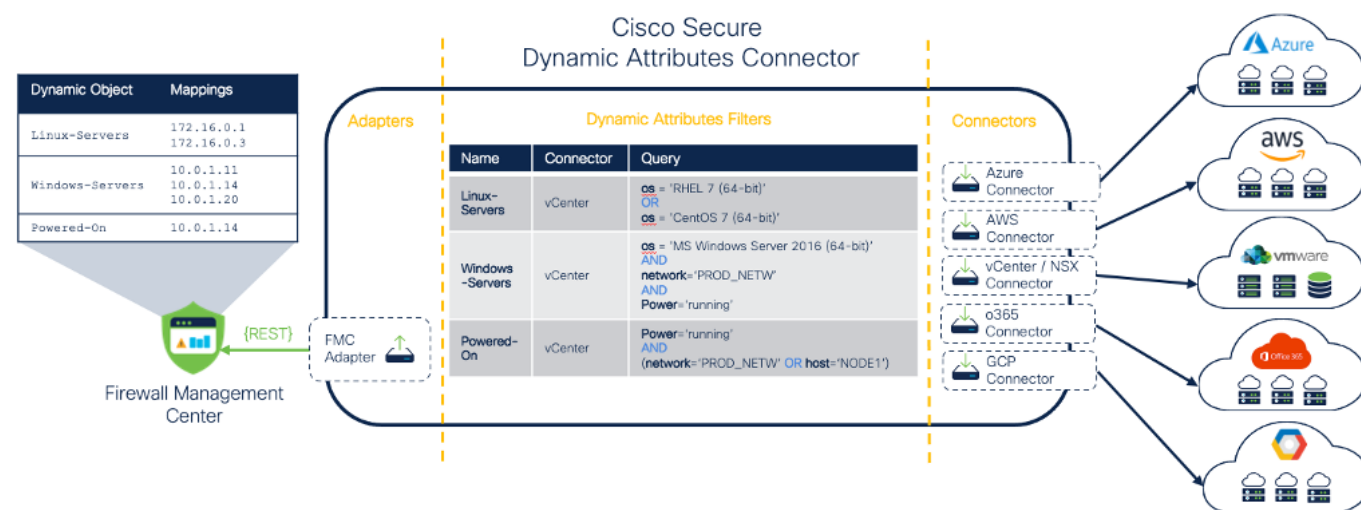 Cisco Secure
Dynamic Attributes Connector
Dynamic Object Mappings
Linux-Servers 172.16.0.1
172.16.0.3
Windows-Servers 10.0.1.11
10.0.1.14
10.0.1.20
Powered-On 10.0.1.14
{REST}
Firewall Management
Center
Adapters
FMC
Adapter
Dynamic Attributes Filters
Name Connector Query
Linux-
Servers
vCenter
os = 'RHEL 7 (64-bit)'
OR
os = 'CentOS 7 (64-bit)'
Windows
-Servers
vCenter
os = 'MS Windows Server 2016 (64-bit)'
AND
network='PROD_NETW'
AND
Power='running'
Powered-
On
vCenter
Power='running'
AND
(network='PROD_NETW' OR host='NODE1')
Connectors
Azure
Connector
AWS
Connector
vCenter / NSX
Connector
o365
Connector
GCP
Connector
Azure
aws
vmware
Office 365